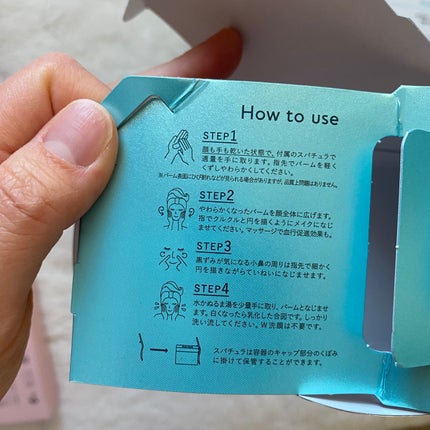 How to use
STEP1
顔も手も乾いた状態で、付属のスパチュラで
適量を手に取ります。指先でバームを軽く
くずしやわらかくしてください。
※バーム表面にひび割れなどが見られる場合がありますが、品質上問題はありません。
STEP2
やわらかくなったバームを顔全体に広げます。
指でクルクルと円を描くようにメイクになじ
ませてください。マッサージで血行促進効果も。
STEP3
黒ずみが気になる小鼻の周りは指先で細かく
円を描きながらていねいになじませます。
STEP4
水かぬるま湯を少量手に取り、バームとなじませ
ます。白くなったら乳化した合図です。しっかり
洗い流してください。W洗顔は不要です。
スパチュラは容器のキャップ部分のくぼみ
に掛けて保管することができます。